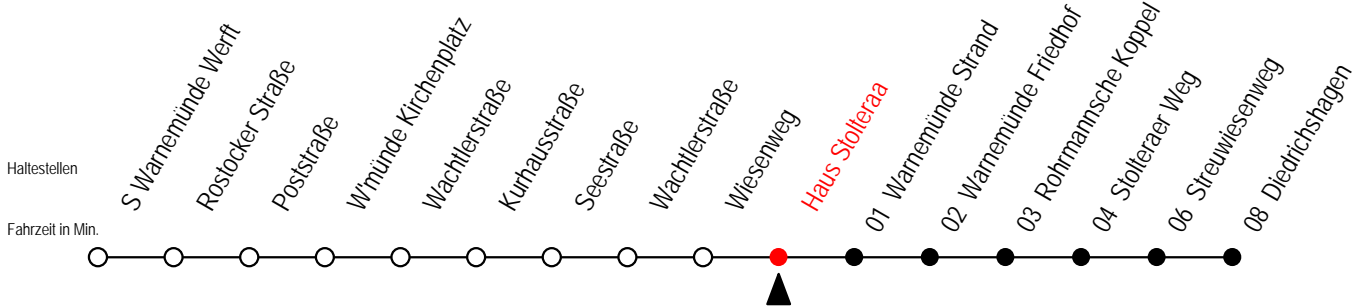 Haltestellen
Fahrzeit in Min.
S Warnemünde Werft
Rostocker Straße
Poststraße
W'münde Kirchenplatz
Wachtlerstraße
Kurhausstraße
Seestraße
Wachtlerstraße
Wiesenweg
Haus Stolteraa
01 Warnemünde Strand
02 Warnemünde Friedhof
03 Rohrmannsche Koppel
04 Stolteraer Weg
06 Streuwiesenweg
08 Diedrichshagen